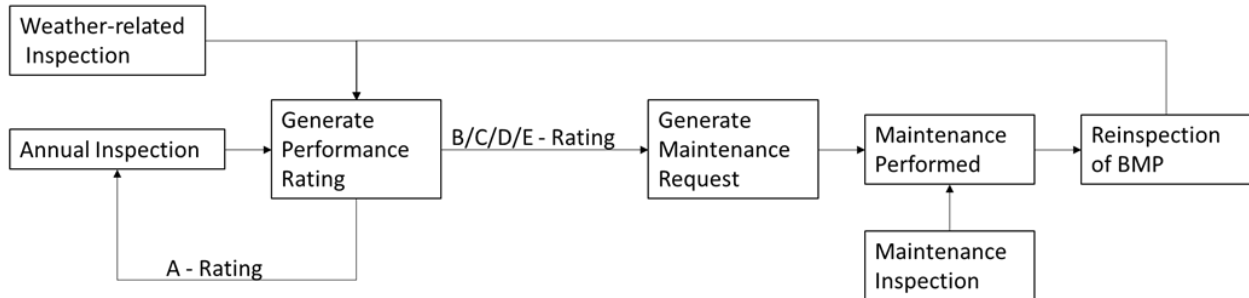 Weather-related
Inspection
Annual Inspection
Generate
Performance
Rating
B/C/D/E - Rating
Generate
Maintenance
Request
Maintenance
Performed
Reinspection
of BMP
A - Rating
Maintenance
Inspection